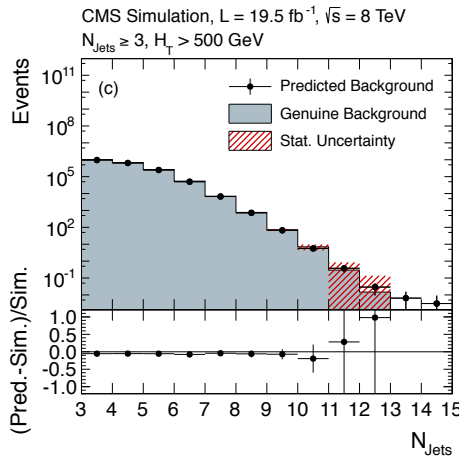 CMS Simulation, L = 19.5 fb⁻¹, √s = 8 TeV
N_Jets ≥ 3, H_T > 500 GeV
Events
(c)
Predicted Background
Genuine Background
Stat. Uncertainty
10¹¹
10⁸
10⁵
10²
10⁻¹
(Pred.-Sim.)/Sim.
1.0
0.5
0.0
-0.5
-1.0
3 4 5 6 7 8 9 10 11 12 13 14 15
N_Jets